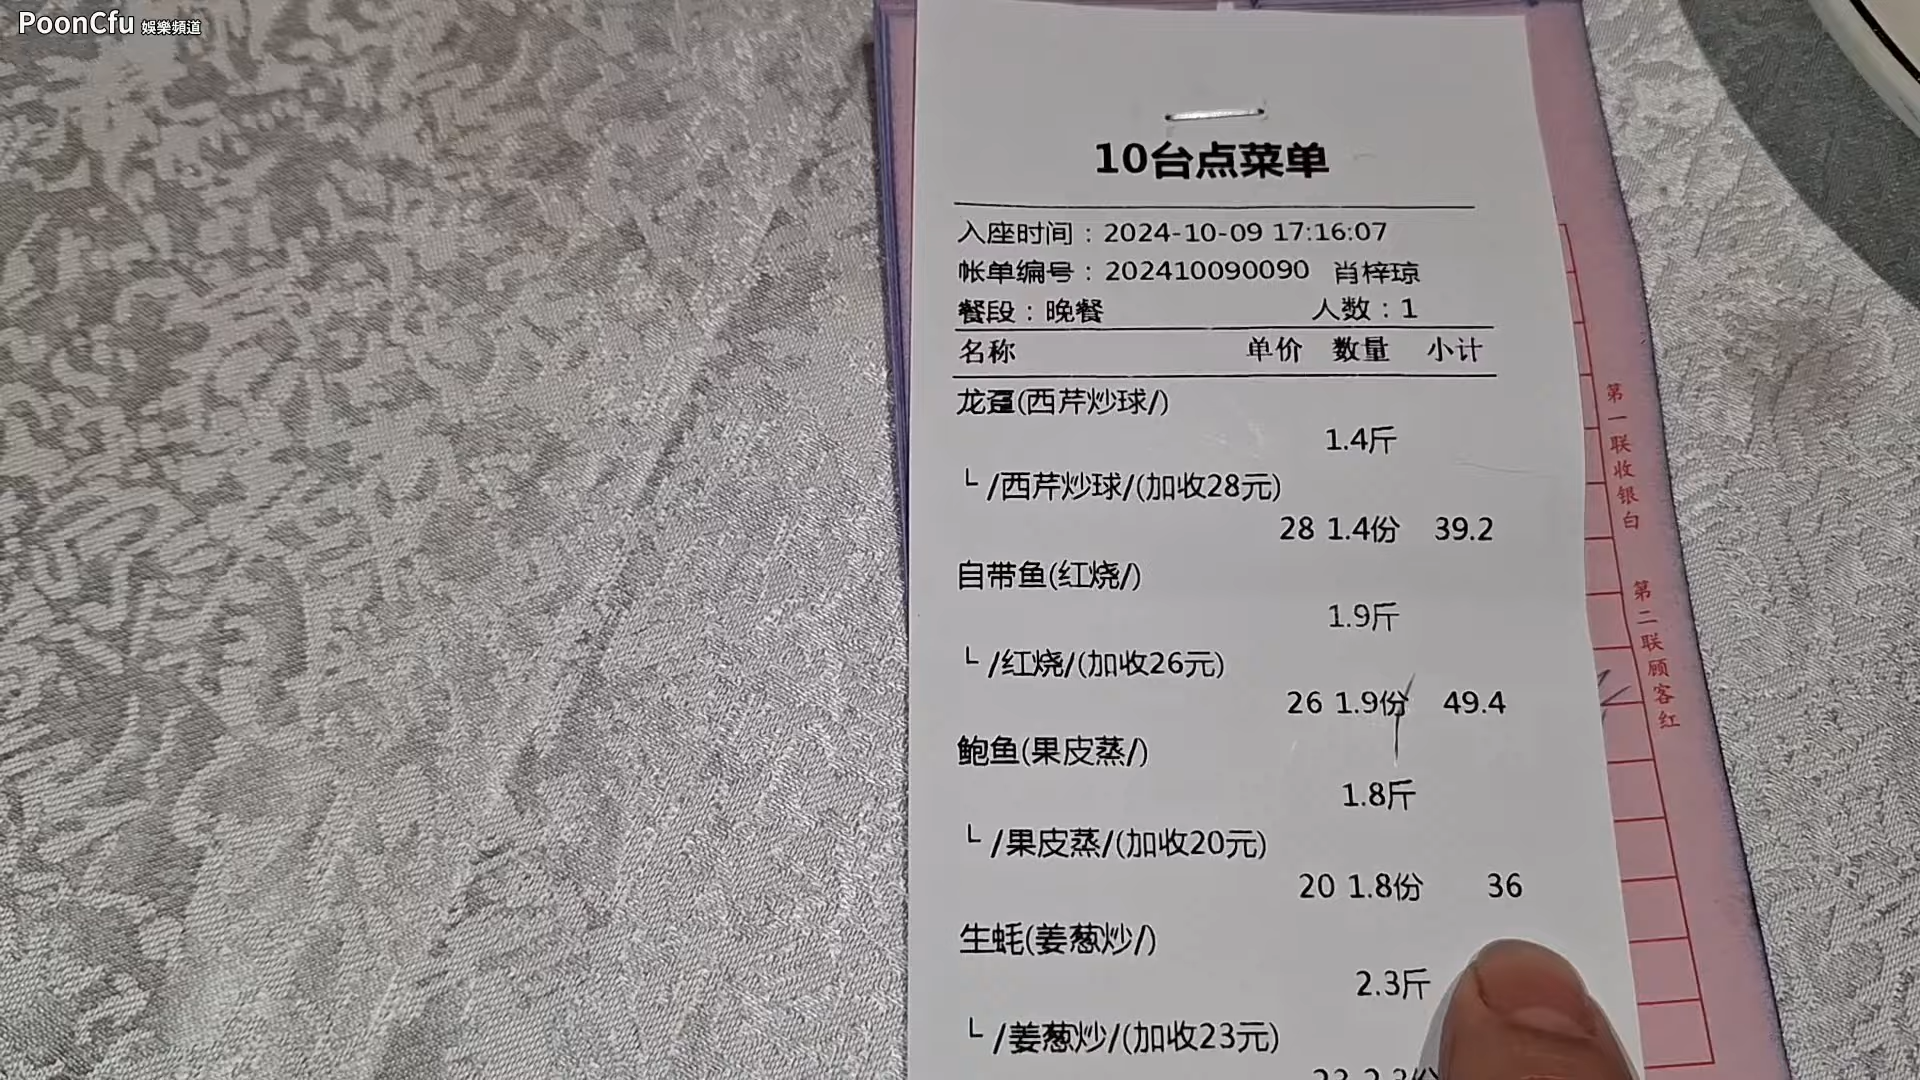 PoonCfu 娛樂頻道
10台点菜单
入座时间：2024-10-09 17:16:07
帐单编号：202410090090 肖梓琼
餐段：晚餐 人数：1
名称 单价 数量 小计
龙趸(西芹炒球/)
1.4斤
└ /西芹炒球/(加收28元)
28 1.4份 39.2
自带鱼(红烧/)
1.9斤
└ /红烧/(加收26元)
26 1.9份 49.4
鲍鱼(果皮蒸/)
1.8斤
└ /果皮蒸/(加收20元)
20 1.8份 36
生蚝(姜葱炒/)
2.3斤
└ /姜葱炒/(加收23元)
23 2.3份
第一联收银白
第二联顾客红